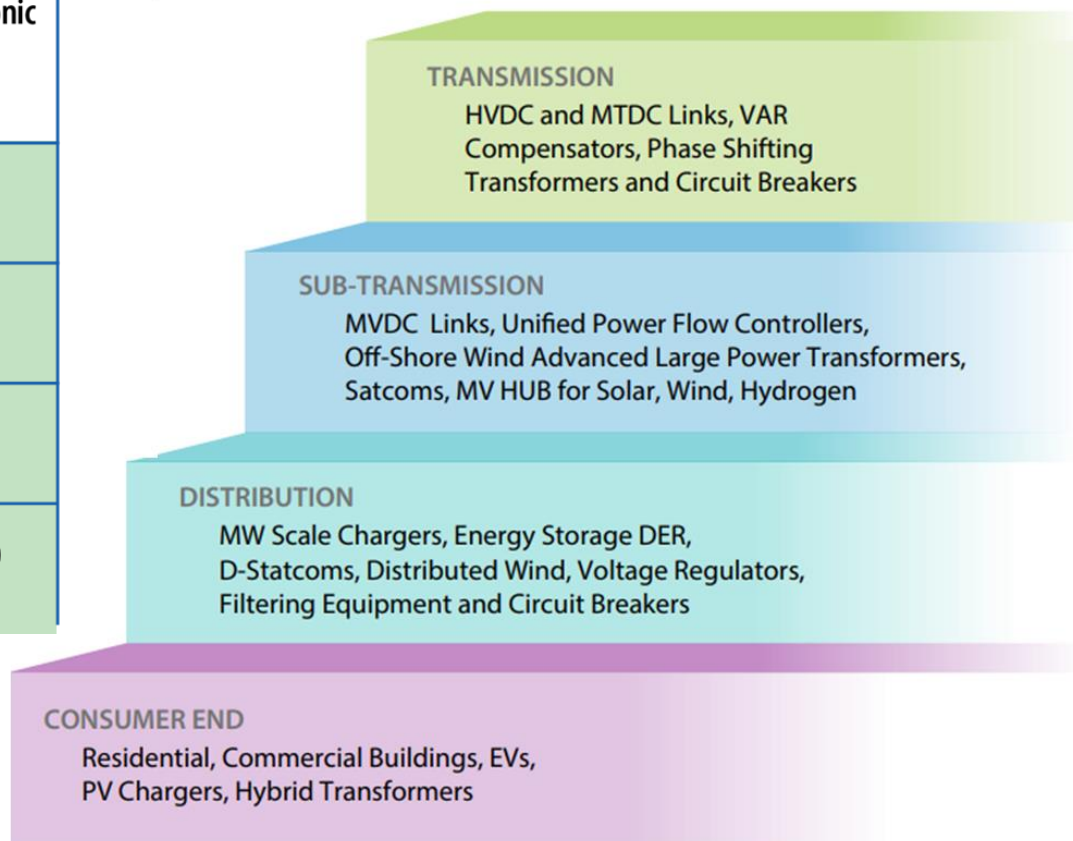 TRANSMISSION
HVDC and MTDC Links, VAR
Compensators, Phase Shifting
Transformers and Circuit Breakers
SUB-TRANSMISSION
MVDC Links, Unified Power Flow Controllers,
Off-Shore Wind Advanced Large Power Transformers,
Satcoms, MV HUB for Solar, Wind, Hydrogen
DISTRIBUTION
MW Scale Chargers, Energy Storage DER,
D-Statcoms, Distributed Wind, Voltage Regulators,
Filtering Equipment and Circuit Breakers
CONSUMER END
Residential, Commercial Buildings, EVs,
PV Chargers, Hybrid Transformers